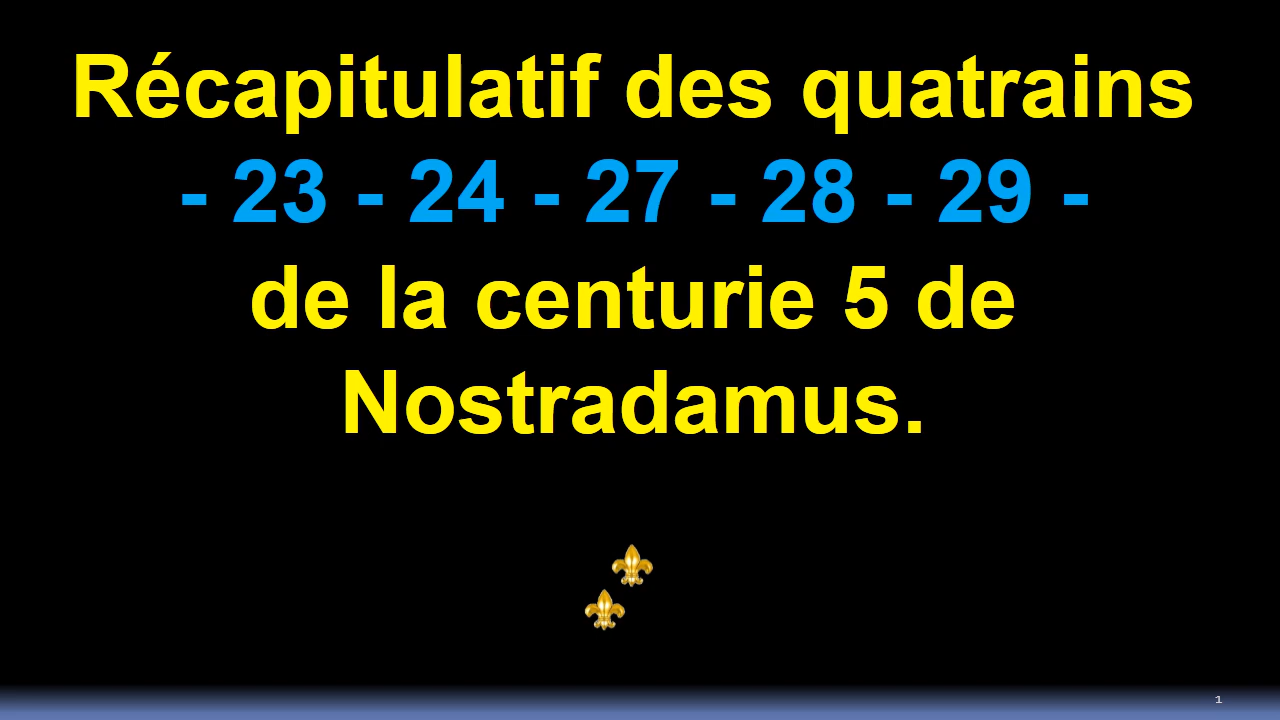 Récapitulatif des quatrains
- 23 - 24 - 27 - 28 - 29 -
de la centurie 5 de
Nostradamus.
1